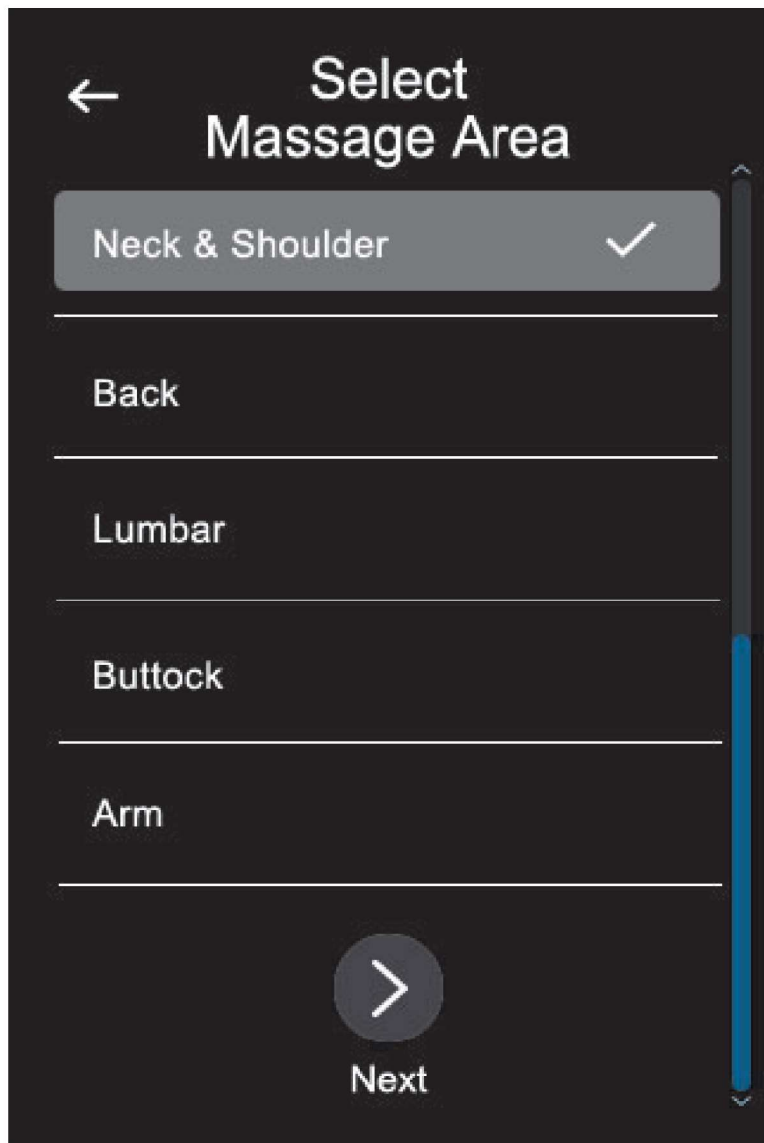 Select
Massage Area
Neck & Shoulder
Back
Lumbar
Buttock
Arm
Next